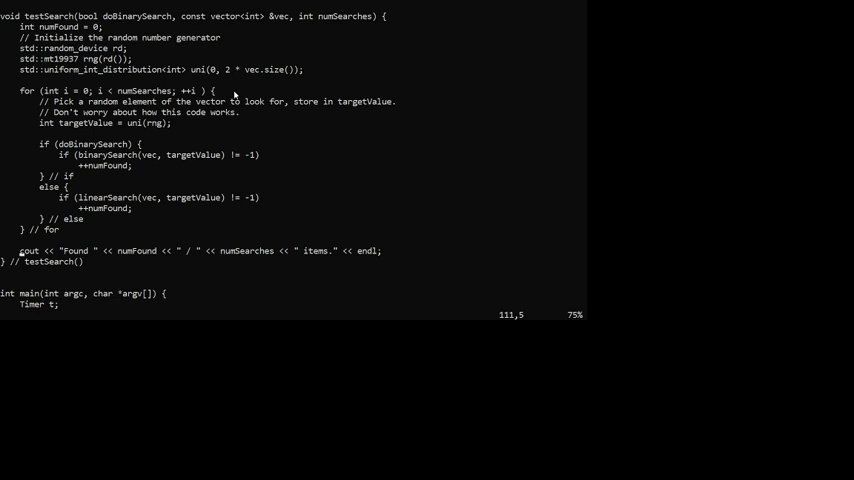 void testSearch(bool doBinarySearch, const vector<int> &vec, int numSearches) {
    int numFound = 0;
    // Initialize the random number generator
    std::random_device rd;
    std::mt19937 rng(rd());
    std::uniform_int_distribution<int> uni(0, 2 * vec.size());

    for (int i = 0; i < numSearches; ++i ) {
        // Pick a random element of the vector to look for, store in targetValue.
        // Don't worry about how this code works.
        int targetValue = uni(rng);

        if (doBinarySearch) {
            if (binarySearch(vec, targetValue) != -1)
                ++numFound;
        } // if
        else {
            if (linearSearch(vec, targetValue) != -1)
                ++numFound;
        } // else
    } // for

    cout << "Found " << numFound << " / " << numSearches << " items." << endl;
} // testSearch()


int main(int argc, char *argv[]) {
    Timer t;
111,5 75%